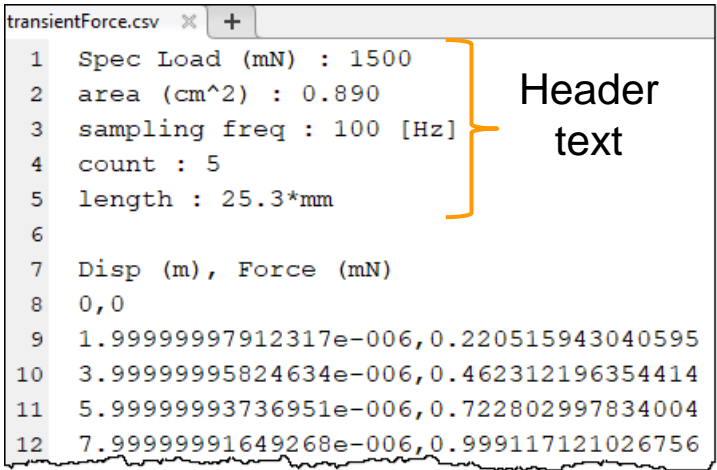 transientForce.csv
1 Spec Load (mN) : 1500
2 area (cm^2) : 0.890
3 sampling freq : 100 [Hz]
4 count : 5
5 length : 25.3*mm
6
7 Disp (m), Force (mN)
8 0,0
9 1.99999997912317e-006,0.220515943040595
10 3.99999995824634e-006,0.462312196354414
11 5.99999993736951e-006,0.722802997834004
12 7.99999991649268e-006,0.999117121026756
Header
text